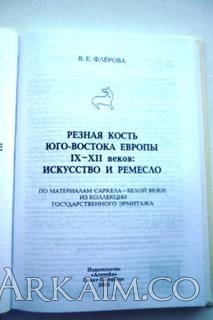 В. Е. ФЛЁРОВА
РЕЗНАЯ КОСТЬ
ЮГО-ВОСТОКА ЕВРОПЫ
IX–XII веков:
ИСКУССТВО И РЕМЕСЛО
ПО МАТЕРИАЛАМ САРКЕЛА – БЕЛОЙ ВЕЖИ
ИЗ КОЛЛЕКЦИИ
ГОСУДАРСТВЕННОГО ЭРМИТАЖА
Издательство
ARKAIM.CO